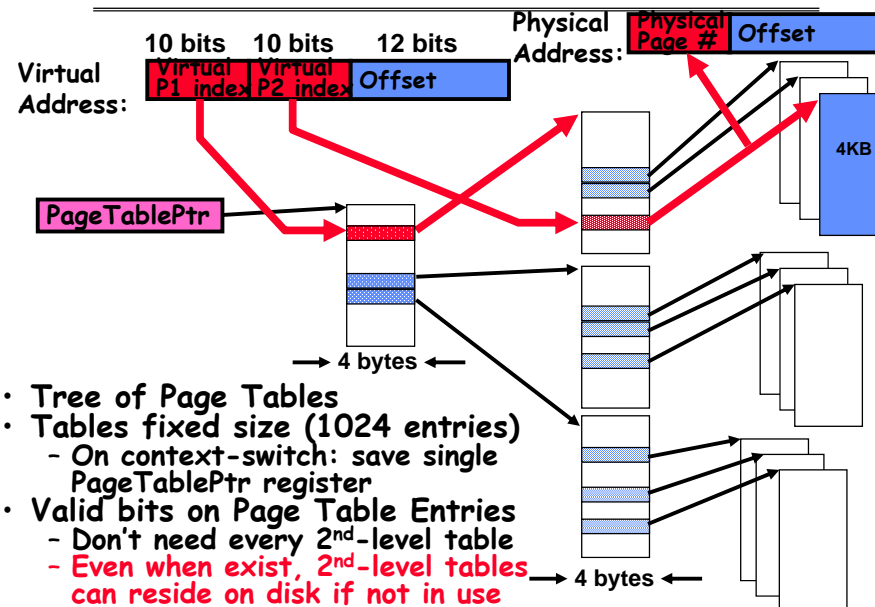 10 bits 10 bits 12 bits
Virtual
Address:
Virtual
P1 index
Virtual
P2 index
Offset
Physical
Address:
Physical
Page #
Offset
4KB
PageTablePtr
4 bytes
• Tree of Page Tables
• Tables fixed size (1024 entries)
- On context-switch: save single
PageTablePtr register
• Valid bits on Page Table Entries
- Don't need every 2nd-level table
- Even when exist, 2nd-level tables
can reside on disk if not in use
4 bytes